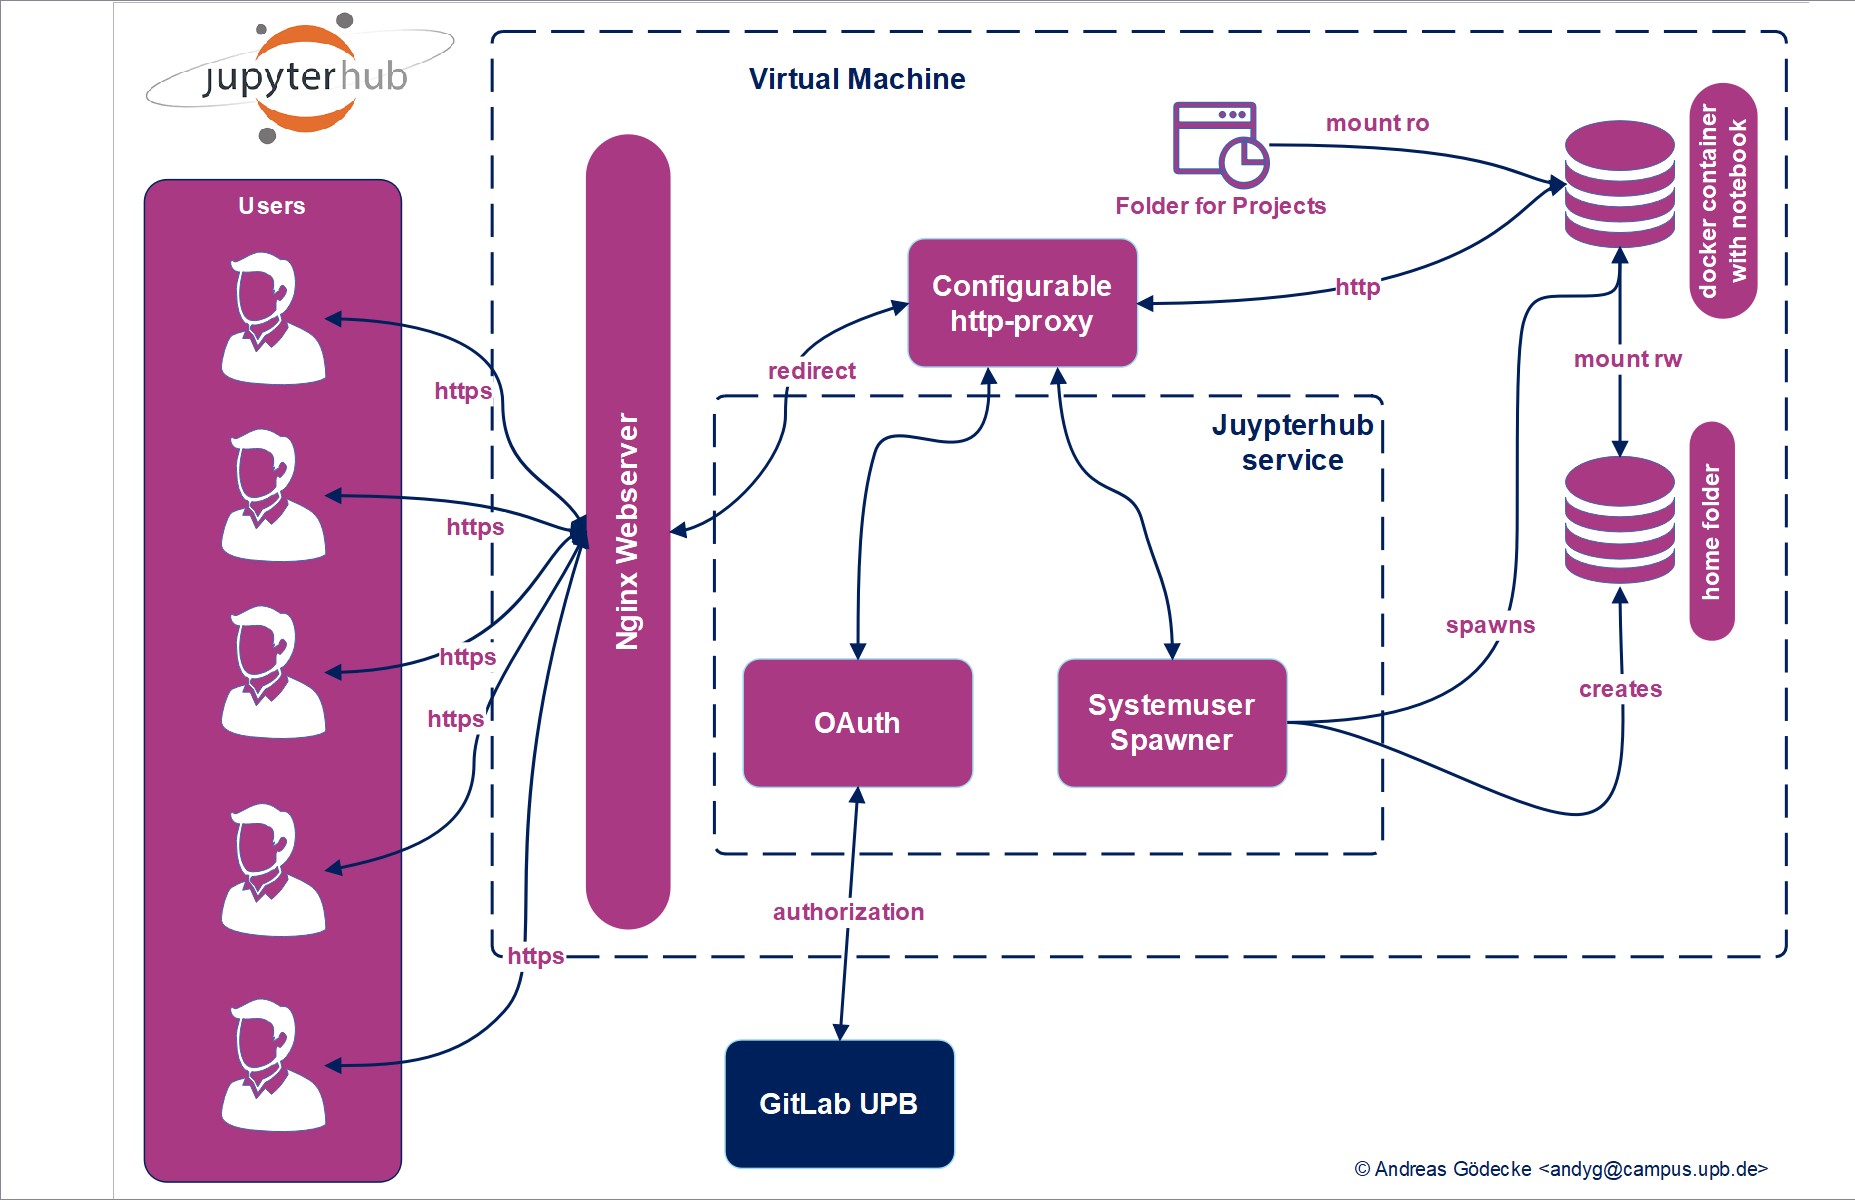 jupyterhub
Virtual Machine
Users
mount ro
Folder for Projects
docker container
with notebook
Configurable
http-proxy
http
redirect
https
https
https
https
https
Nginx Webserver
Juypterhub
service
mount rw
home folder
spawns
creates
OAuth
Systemuser
Spawner
authorization
GitLab UPB
© Andreas Gödecke <andyg@campus.upb.de>